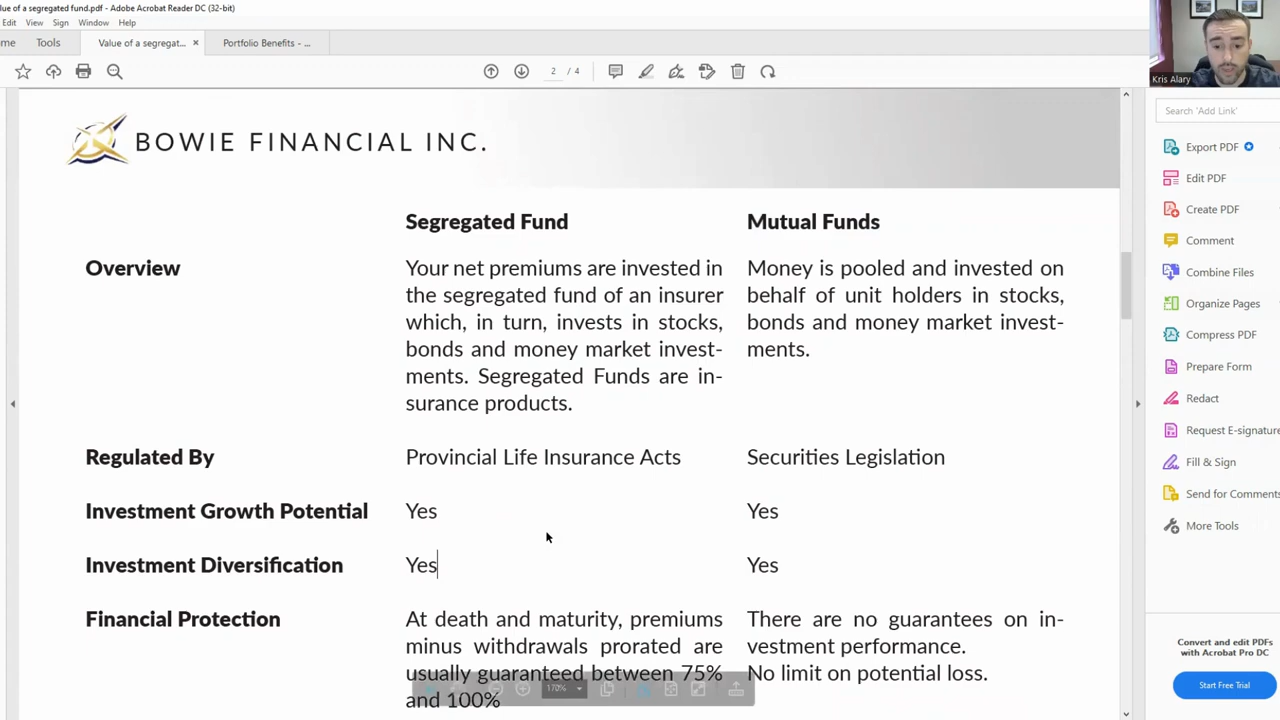 lue of a segregated fund.pdf - Adobe Acrobat Reader DC (32-bit)
Edit View Sign Window Help
me Tools Value of a segregat... × Portfolio Benefits - ...
2 / 4
Kris Alary
BOWIE FINANCIAL INC.
Segregated Fund Mutual Funds
Overview
Your net premiums are invested in
the segregated fund of an insurer
which, in turn, invests in stocks,
bonds and money market invest-
ments. Segregated Funds are in-
surance products.
Money is pooled and invested on
behalf of unit holders in stocks,
bonds and money market invest-
ments.
Regulated By Provincial Life Insurance Acts Securities Legislation
Investment Growth Potential Yes Yes
Investment Diversification Yes Yes
Financial Protection
At death and maturity, premiums
minus withdrawals prorated are
usually guaranteed between 75%
and 100%
There are no guarantees on in-
vestment performance.
No limit on potential loss.
170%
Search 'Add Link'
Export PDF
Edit PDF
Create PDF
Comment
Combine Files
Organize Pages
Compress PDF
Prepare Form
Redact
Request E-signature
Fill & Sign
Send for Comments
More Tools
Convert and edit PDFs
with Acrobat Pro DC
Start Free Trial